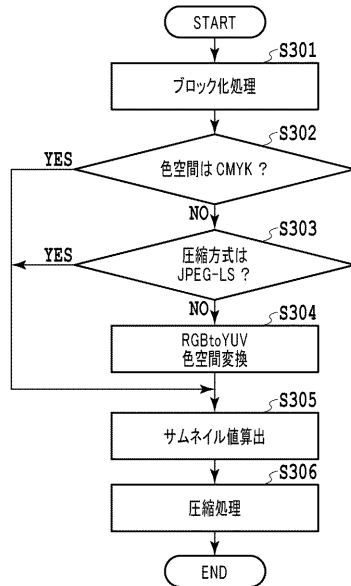 START
S301
ブロック化処理
S302
YES
色空間は CMYK ?
NO
S303
YES
圧縮方式は
JPEG-LS ?
NO
S304
RGBtoYUV
色空間変換
S305
サムネイル値算出
S306
圧縮処理
END